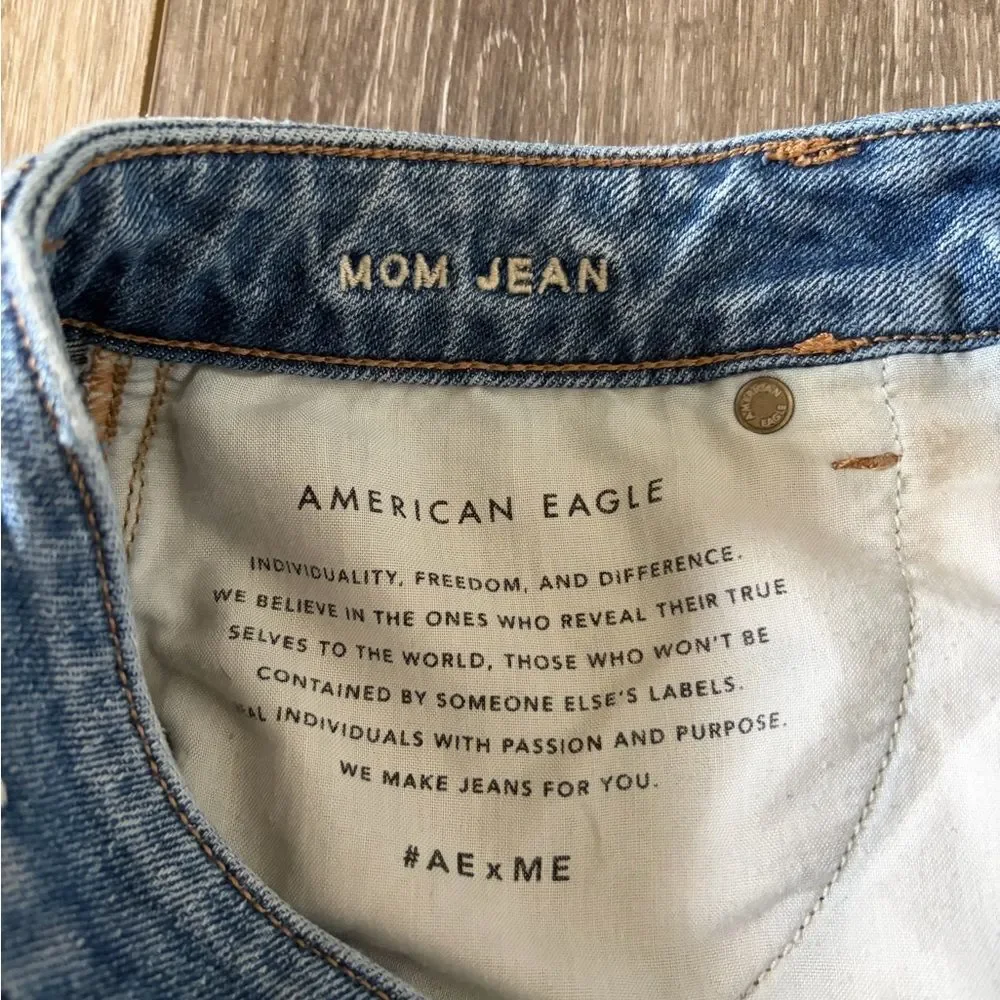 MOM JEAN
AMERICAN EAGLE
AMERICAN EAGLE
INDIVIDUALITY, FREEDOM, AND DIFFERENCE.
WE BELIEVE IN THE ONES WHO REVEAL THEIR TRUE
SELVES TO THE WORLD, THOSE WHO WON'T BE
CONTAINED BY SOMEONE ELSE'S LABELS.
INDIVIDUALS WITH PASSION AND PURPOSE.
WE MAKE JEANS FOR YOU.
#AExME